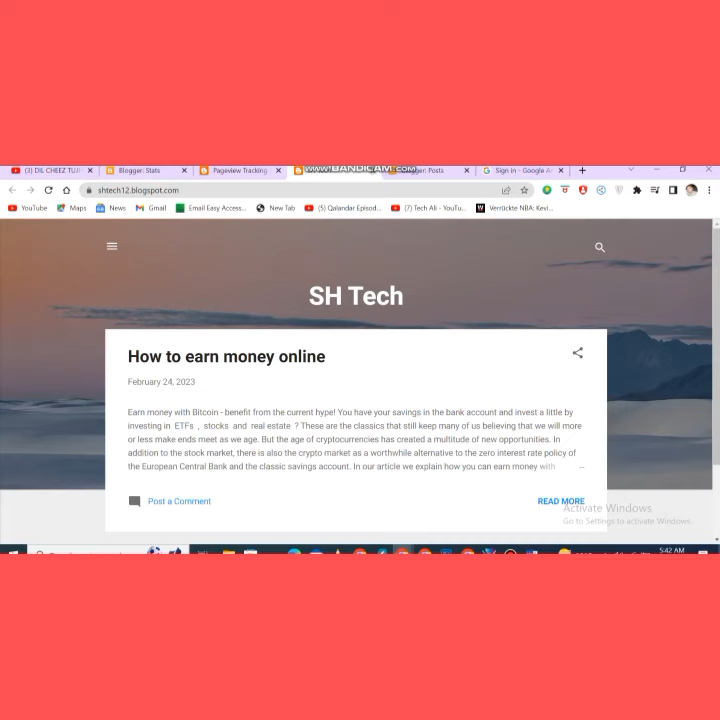 (3) DIL CHEEZ TUJH
Blogger: Stats
Pageview Tracking
WWW.BANDICAM.COM
Posts
Sign in - Google A
shtech12.blogspot.com
YouTube
Maps
News
Gmail
Email Easy Access...
New Tab
(5) Qalandar Episod...
(7) Tech Ali - YouTu...
Verrückte NBA: Kevi...
SH Tech
How to earn money online
February 24, 2023
Earn money with Bitcoin - benefit from the current hype! You have your savings in the bank account and invest a little by
investing in ETFs , stocks and real estate ? These are the classics that still keep many of us believing that we will more
or less make ends meet as we age. But the age of cryptocurrencies has created a multitude of new opportunities. In
addition to the stock market, there is also the crypto market as a worthwhile alternative to the zero interest rate policy of
the European Central Bank and the classic savings account. In our article we explain how you can earn money with ...
Post a Comment
READ MORE
Activate Windows
Go to Settings to activate Windows.
5:42 AM